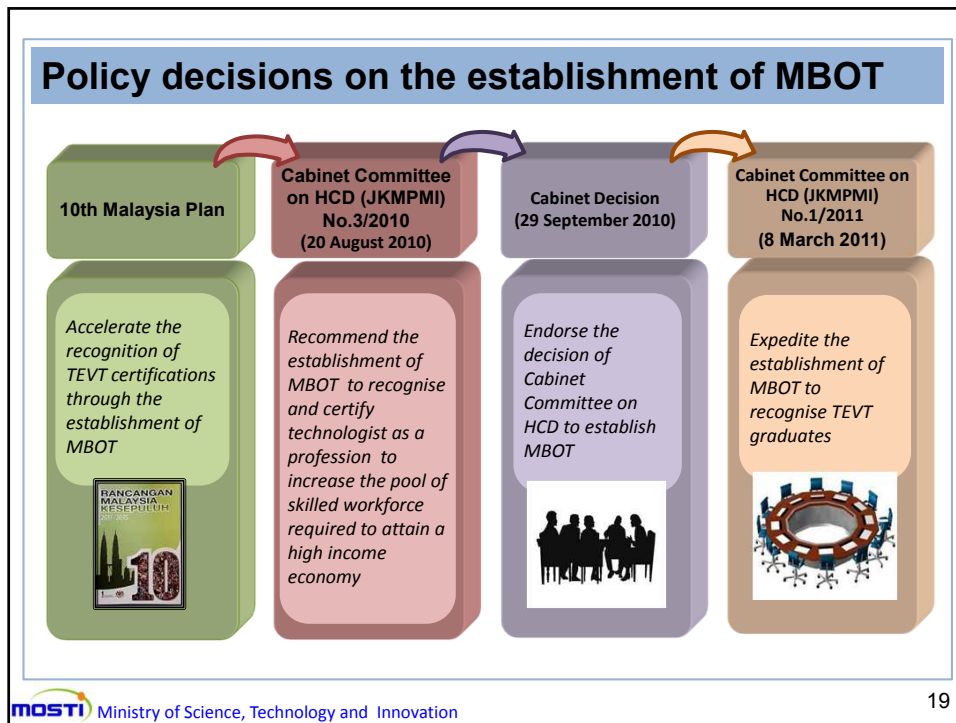 Policy decisions on the establishment of MBOT
10th Malaysia Plan
Cabinet Committee
on HCD (JKMPMI)
No.3/2010
(20 August 2010)
Cabinet Decision
(29 September 2010)
Cabinet Committee on
HCD (JKMPMI)
No.1/2011
(8 March 2011)
Accelerate the
recognition of
TEVT certifications
through the
establishment of
MBOT
RANCANGAN
MALAYSIA
KESEPULUH
10
Recommend the
establishment of
MBOT to recognise
and certify
technologist as a
profession to
increase the pool of
skilled workforce
required to attain a
high income
economy
Endorse the
decision of
Cabinet
Committee on
HCD to establish
MBOT
Expedite the
establishment of
MBOT to
recognise TEVT
graduates
MOSTI Ministry of Science, Technology and Innovation
19